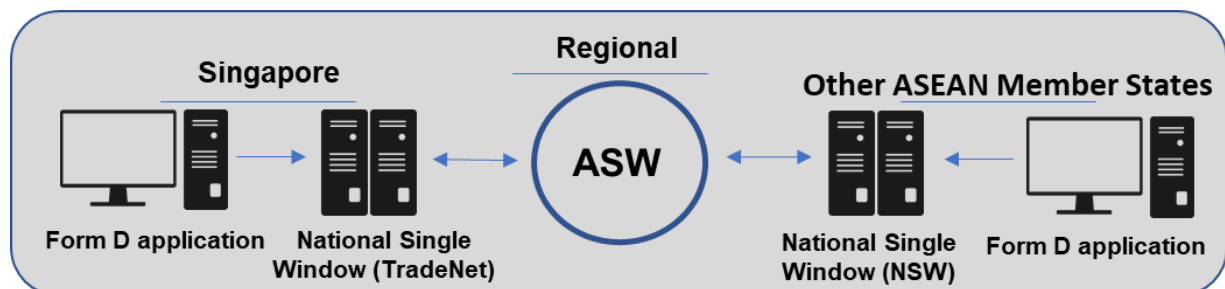 Regional
Singapore
Other ASEAN Member States
ASW
Form D application
National Single
Window (TradeNet)
National Single
Window (NSW)
Form D application